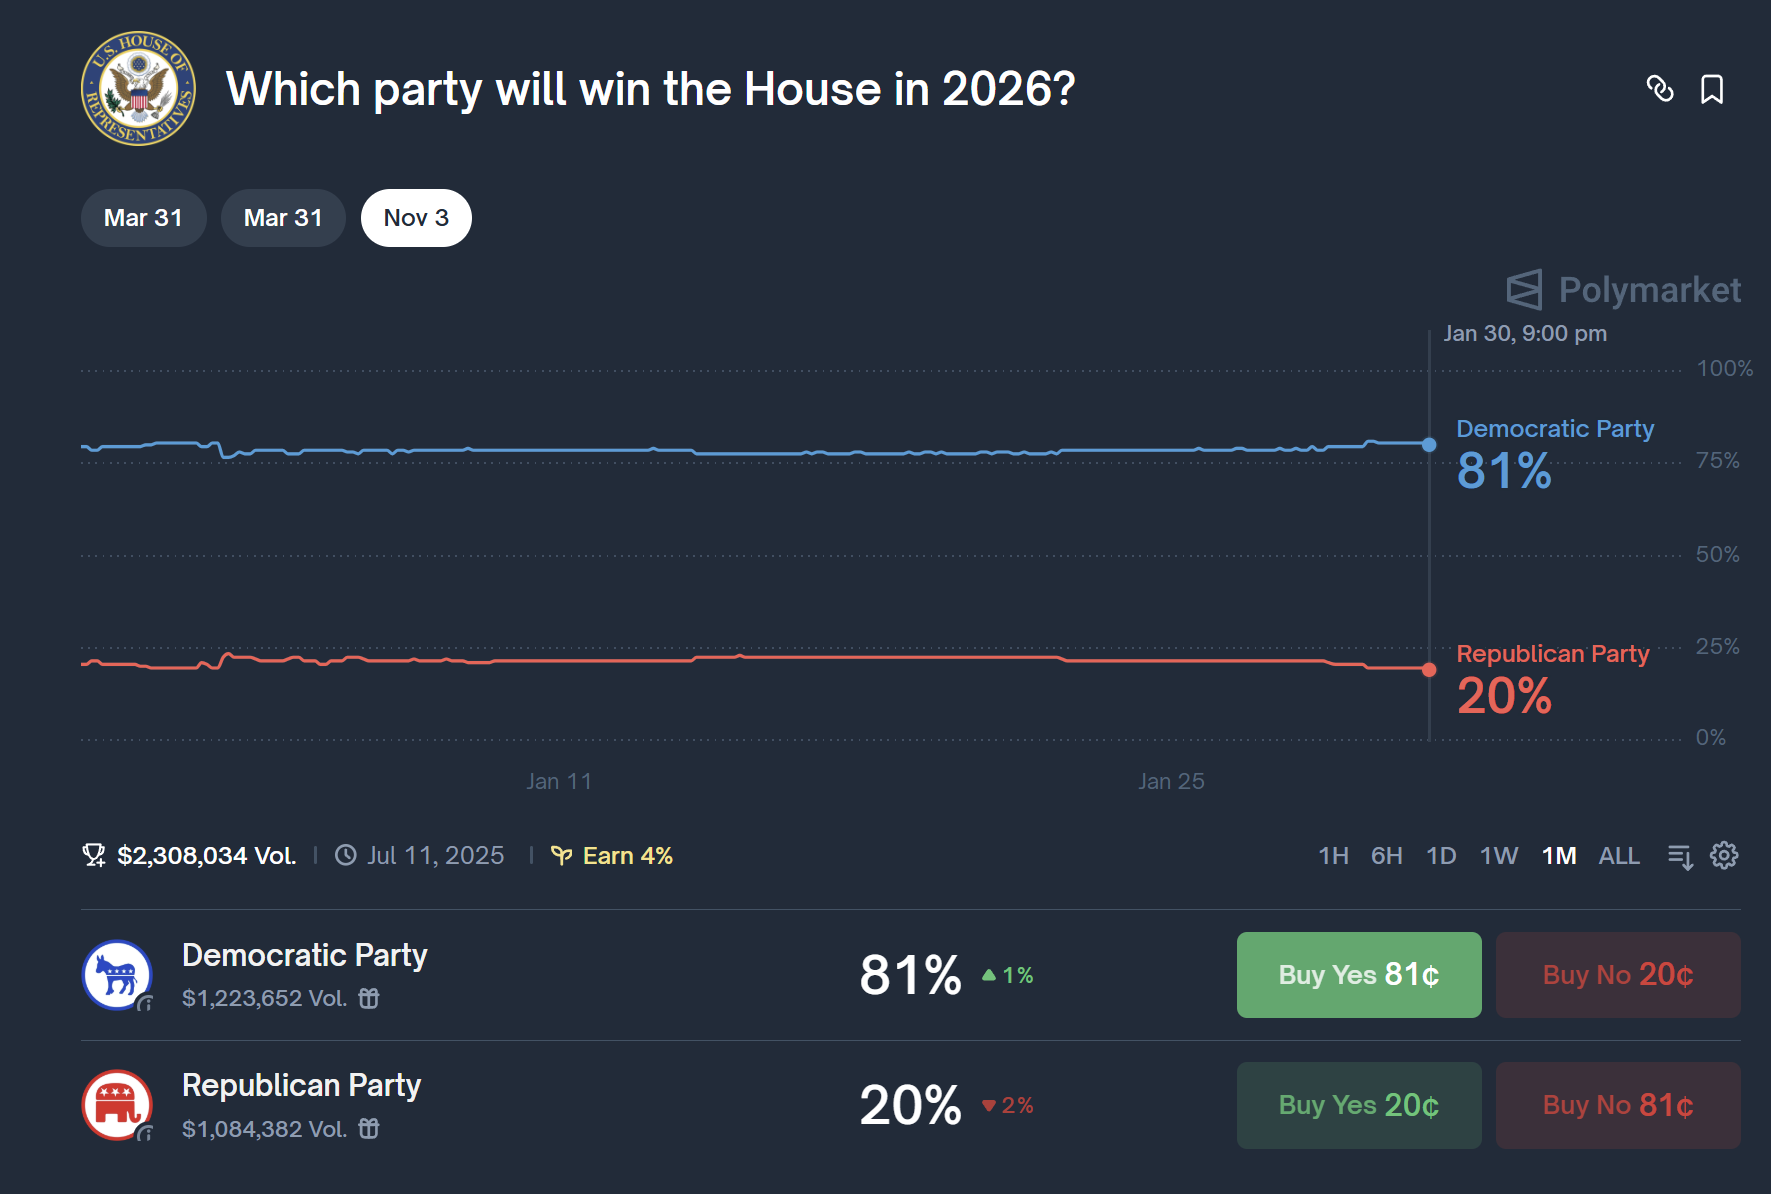 U.S. HOUSE OF
REPRESENTATIVES
Which party will win the House in 2026?
Mar 31 Mar 31 Nov 3
Polymarket
Jan 30, 9:00 pm
100%
Democratic Party
81%
75%
50%
Republican Party
25%
20%
0%
Jan 11 Jan 25
$2,308,034 Vol. Jul 11, 2025 Earn 4% 1H 6H 1D 1W 1M ALL
Democratic Party
$1,223,652 Vol.
81% 1% Buy Yes 81¢ Buy No 20¢
Republican Party
$1,084,382 Vol.
20% 2% Buy Yes 20¢ Buy No 81¢